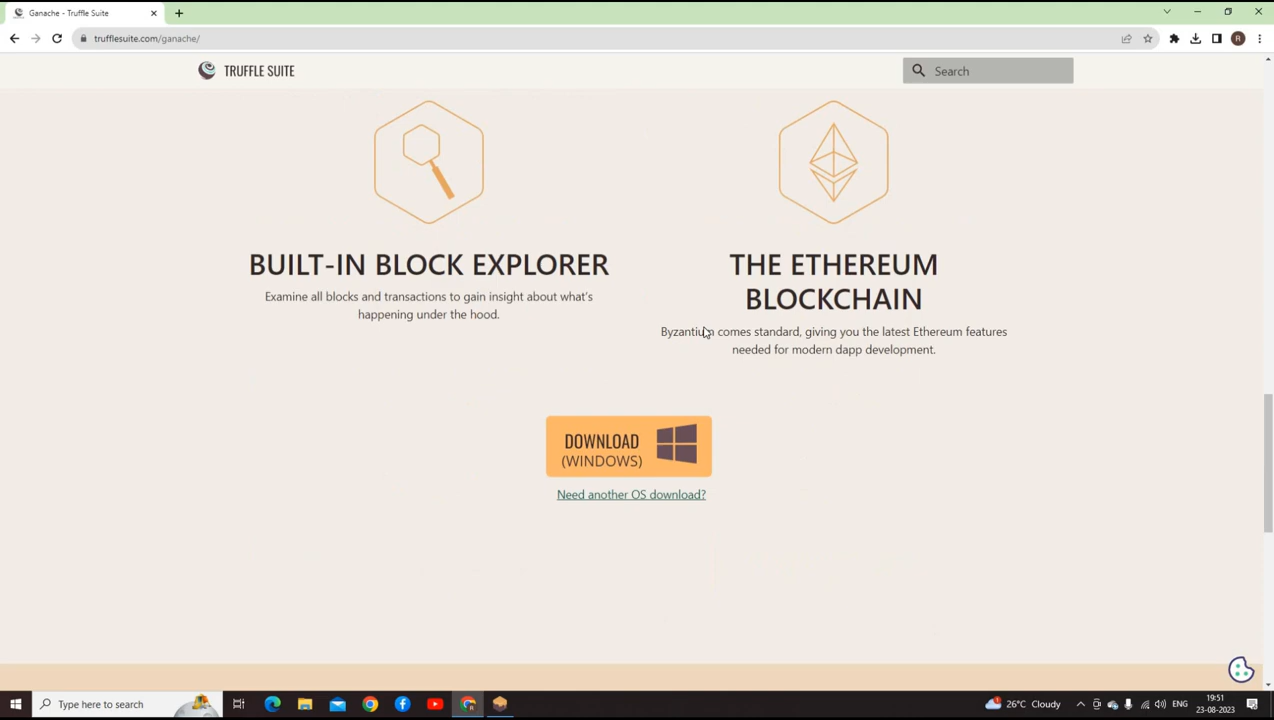 Ganache - Truffle Suite
trufflesuite.com/ganache/
R
TRUFFLE SUITE
Search
BUILT-IN BLOCK EXPLORER
Examine all blocks and transactions to gain insight about what's
happening under the hood.
THE ETHEREUM
BLOCKCHAIN
Byzantium comes standard, giving you the latest Ethereum features
needed for modern dapp development.
DOWNLOAD
(WINDOWS)
Need another OS download?
Type here to search
26°C Cloudy
ENG
19:51
23-08-2023